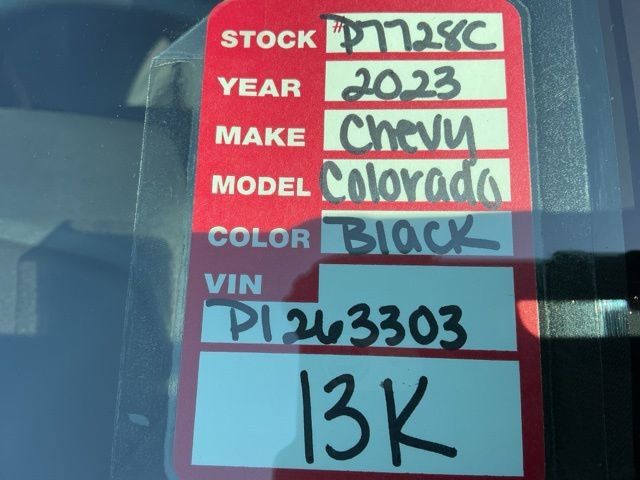 STOCK #P7728C
YEAR 2023
MAKE Chevy
MODEL Colorado
COLOR Black
VIN
P1263303
13K